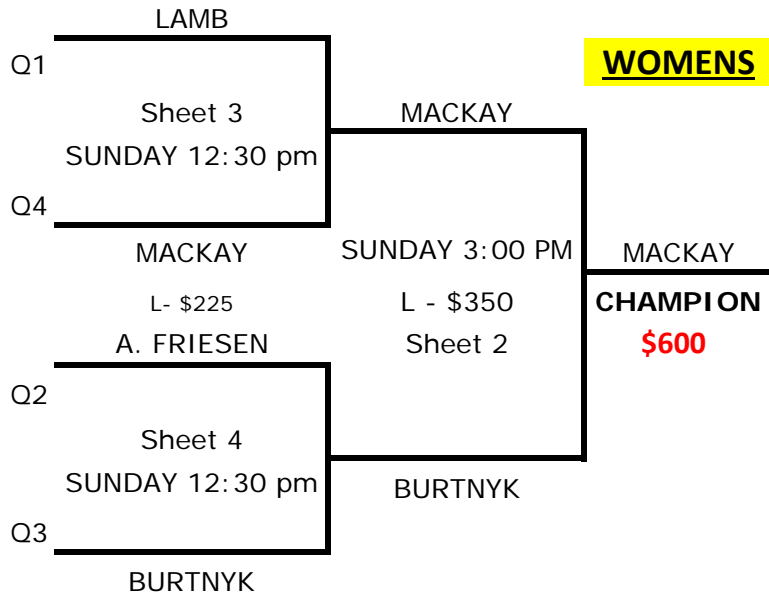 LAMB
Q1
WOMENS
Sheet 3
MACKAY
SUNDAY 12:30 pm
Q4
MACKAY
SUNDAY 3:00 PM
MACKAY
L- $225
L - $350
CHAMPION
A. FRIESEN
Sheet 2
$600
Q2
Sheet 4
SUNDAY 12:30 pm
BURTNYK
Q3
BURTNYK